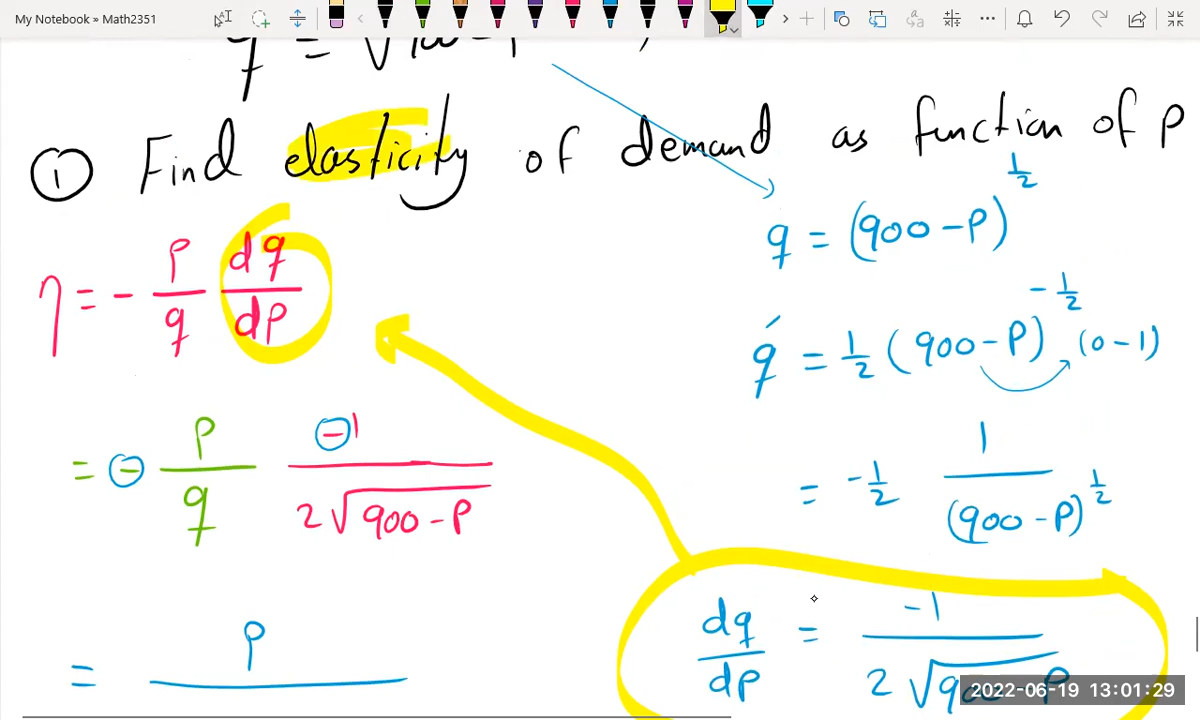 My Notebook » Math2351
q = √900-P
① Find elasticity of demand as function of P
q = (900-P)^{1/2}
η = - P/q dq/dP
q́ = 1/2 (900-P)^{-1/2} (0-1)
= - P/q -1/(2√900-P)
= -1/2 1/(900-P)^{1/2}
dq/dP = -1/(2√900-P)
= P
2022-06-19 13:01:29